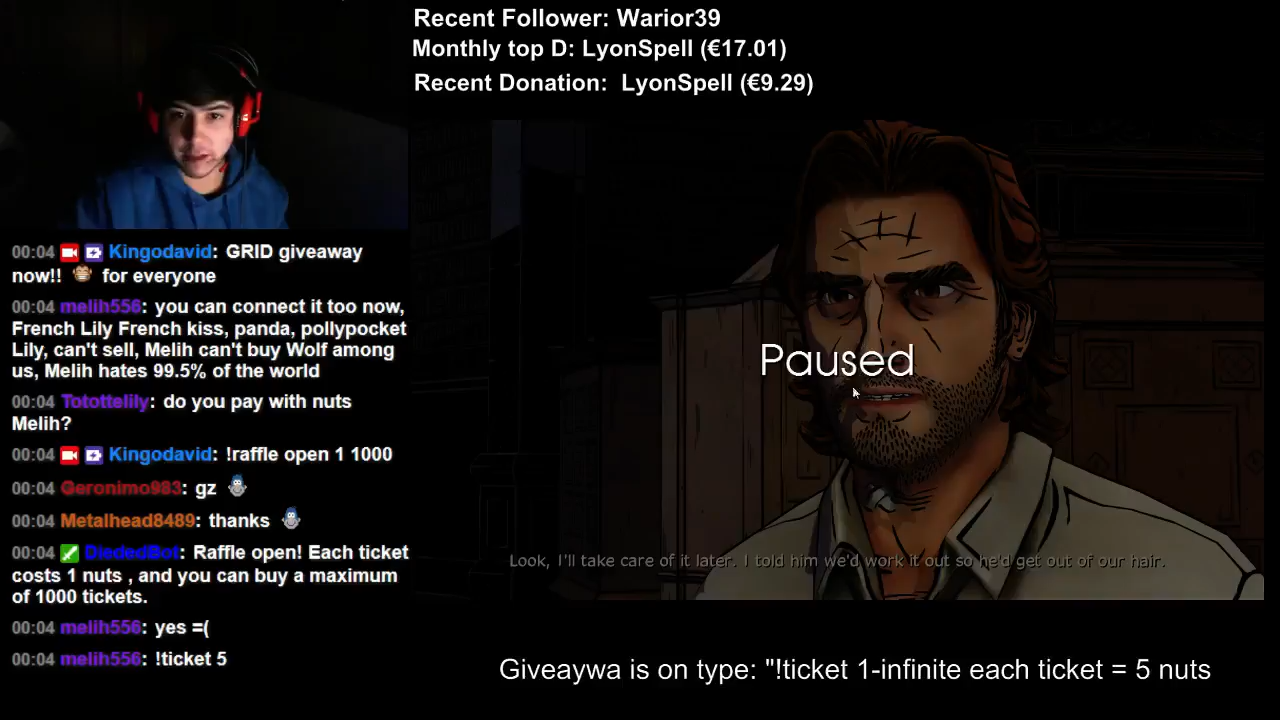 Recent Follower: Warior39
Monthly top D: LyonSpell (€17.01)
Recent Donation: LyonSpell (€9.29)
00:04 Kingodavid: GRID giveaway
now!! for everyone
00:04 melih556: you can connect it too now,
French Lily French kiss, panda, pollypocket
Lily, can't sell, Melih can't buy Wolf among
us, Melih hates 99.5% of the world
00:04 Totottelily: do you pay with nuts
Melih?
00:04 Kingodavid: !raffle open 1 1000
00:04 Geronimo983: gz
00:04 Metalhead8489: thanks
00:04 DiededBot: Raffle open! Each ticket
costs 1 nuts , and you can buy a maximum
of 1000 tickets.
00:04 melih556: yes =(
00:04 melih556: !ticket 5
Paused
Look, I'll take care of it later. I told him we'd work it out so he'd get out of our hair.
Giveaywa is on type: "!ticket 1-infinite each ticket = 5 nuts